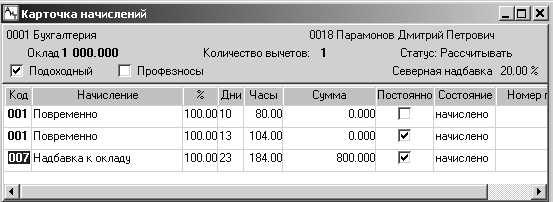 Карточка начислений
0001 Бухгалтерия 0018 Парамонов Дмитрий Петрович
Оклад 1 000.000 Количество вычетов: 1 Статус: Рассчитывать
Подоходный Профвзносы Северная надбавка 20.00 %
Код Начисление % Дни Часы Сумма Постоянно Состояние Номер
001 Повременно 100.00 10 80.00 0.000 начислено
001 Повременно 100.00 13 104.00 0.000 начислено
007 Надбавка к окладу 100.00 23 184.00 800.000 начислено